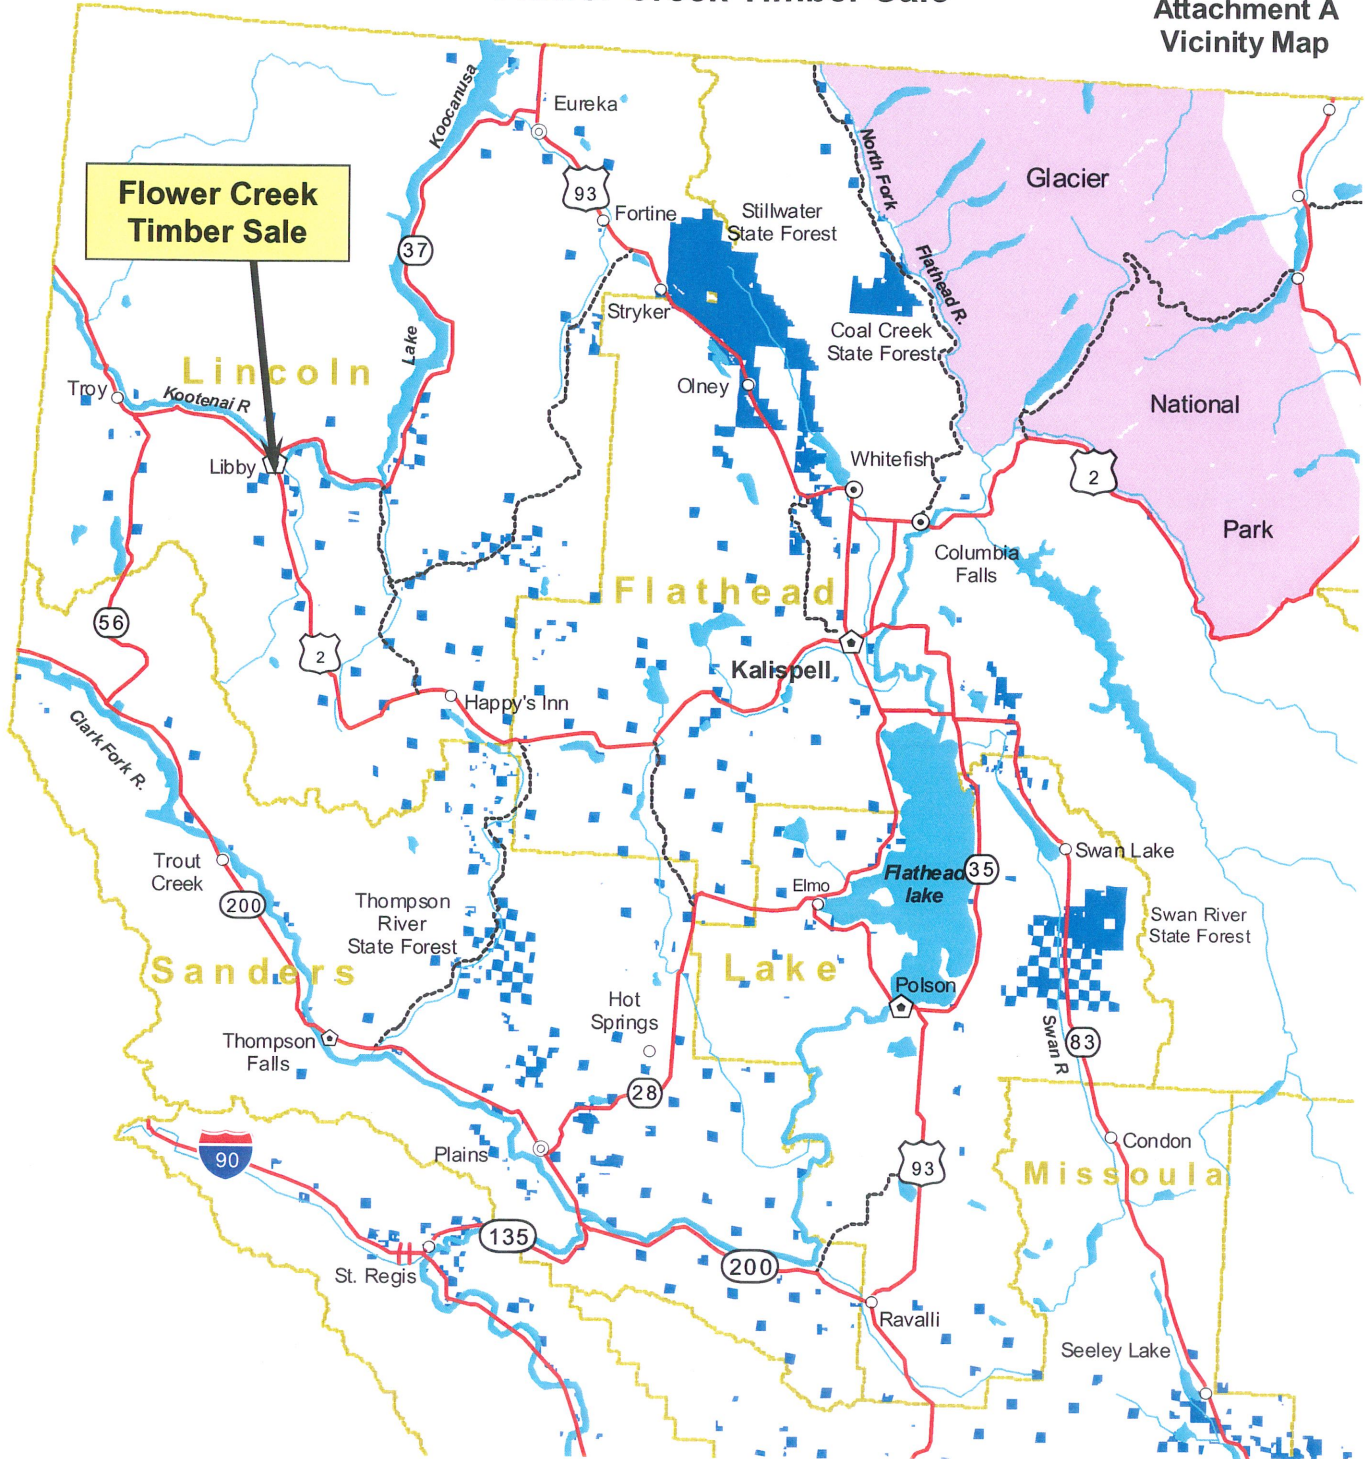 Creek Timber Sale
Attachment A
Vicinity Map
Koocanusa
Eureka
93
North Fork
Glacier
Flower Creek
Timber Sale
Fortine
Stillwater
State Forest
37
Flathead R.
Stryker
Coal Creek
State Forest
Lake
Lincoln
Troy
Kootenai R
Olney
National
Libby
Whitefish
2
Park
Columbia
Falls
Flathead
56
2
Kalispell
Happy's Inn
Clark Fork R.
Trout
Creek
200
Swan Lake
Flathead
lake
35
Elmo
Thompson
River
State Forest
Swan River
State Forest
Sanders
Lake
Polson
Hot
Springs
Thompson
Falls
Swan R
83
28
90
Plains
Condon
93
Missoula
135
200
St. Regis
Ravalli
Seeley Lake